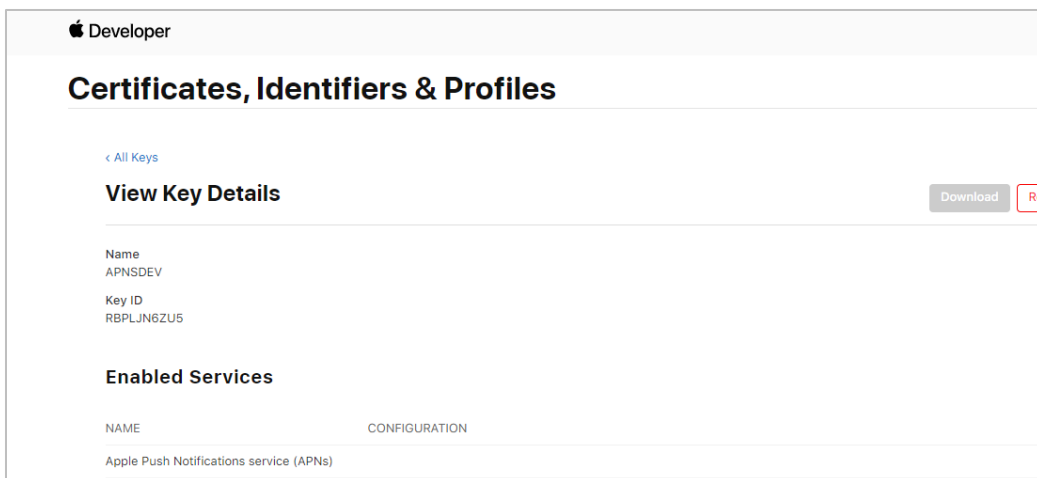 Developer
Certificates, Identifiers & Profiles
< All Keys
View Key Details
Download
Name
APNSDEV
Key ID
RBPLJN6ZU5
Enabled Services
NAME CONFIGURATION
Apple Push Notifications service (APNs)